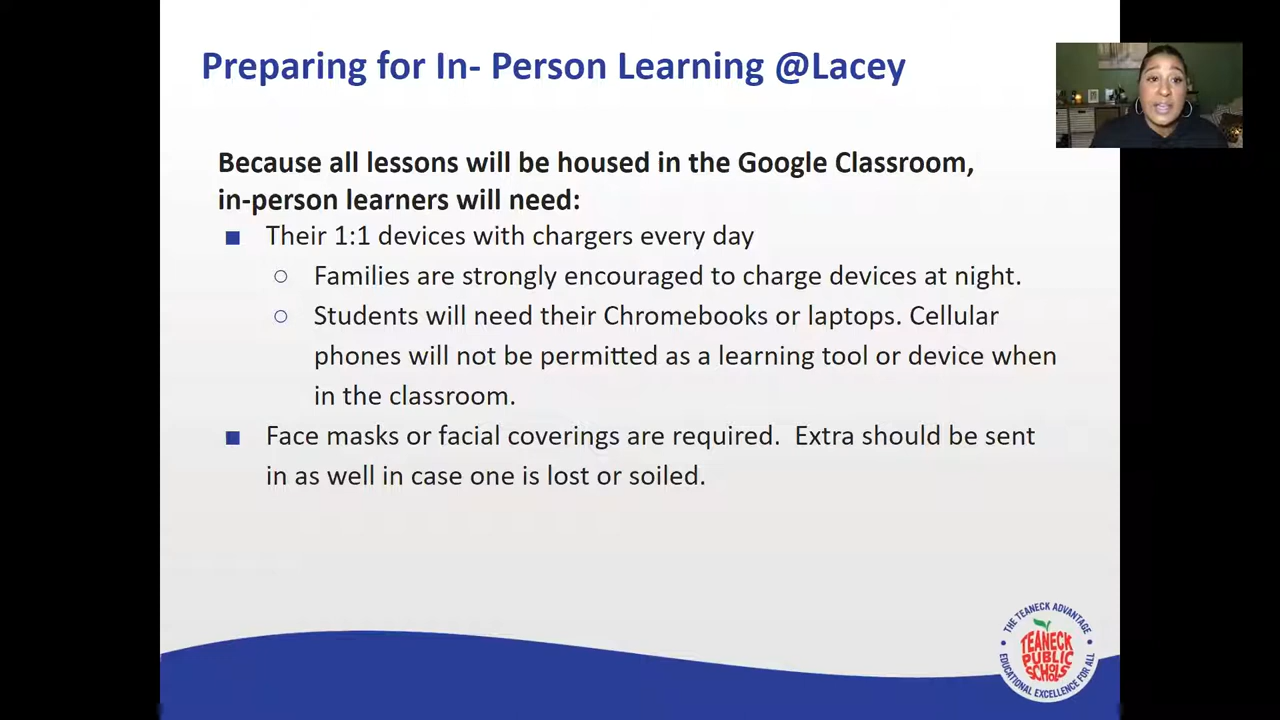 Preparing for In- Person Learning @Lacey
Because all lessons will be housed in the Google Classroom,
in-person learners will need:
Their 1:1 devices with chargers every day
Families are strongly encouraged to charge devices at night.
Students will need their Chromebooks or laptops. Cellular
phones will not be permitted as a learning tool or device when
in the classroom.
Face masks or facial coverings are required.  Extra should be sent
in as well in case one is lost or soiled.
THE TEANECK ADVANTAGE
TEANECK
PUBLIC
SCHOOLS
EDUCATIONAL EXCELLENCE FOR ALL